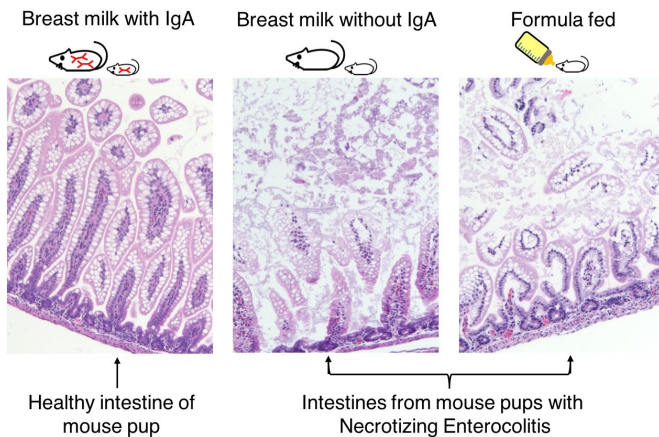 Breast milk with IgA
Breast milk without IgA
Formula fed
Healthy intestine of
mouse pup
Intestines from mouse pups with
Necrotizing Enterocolitis